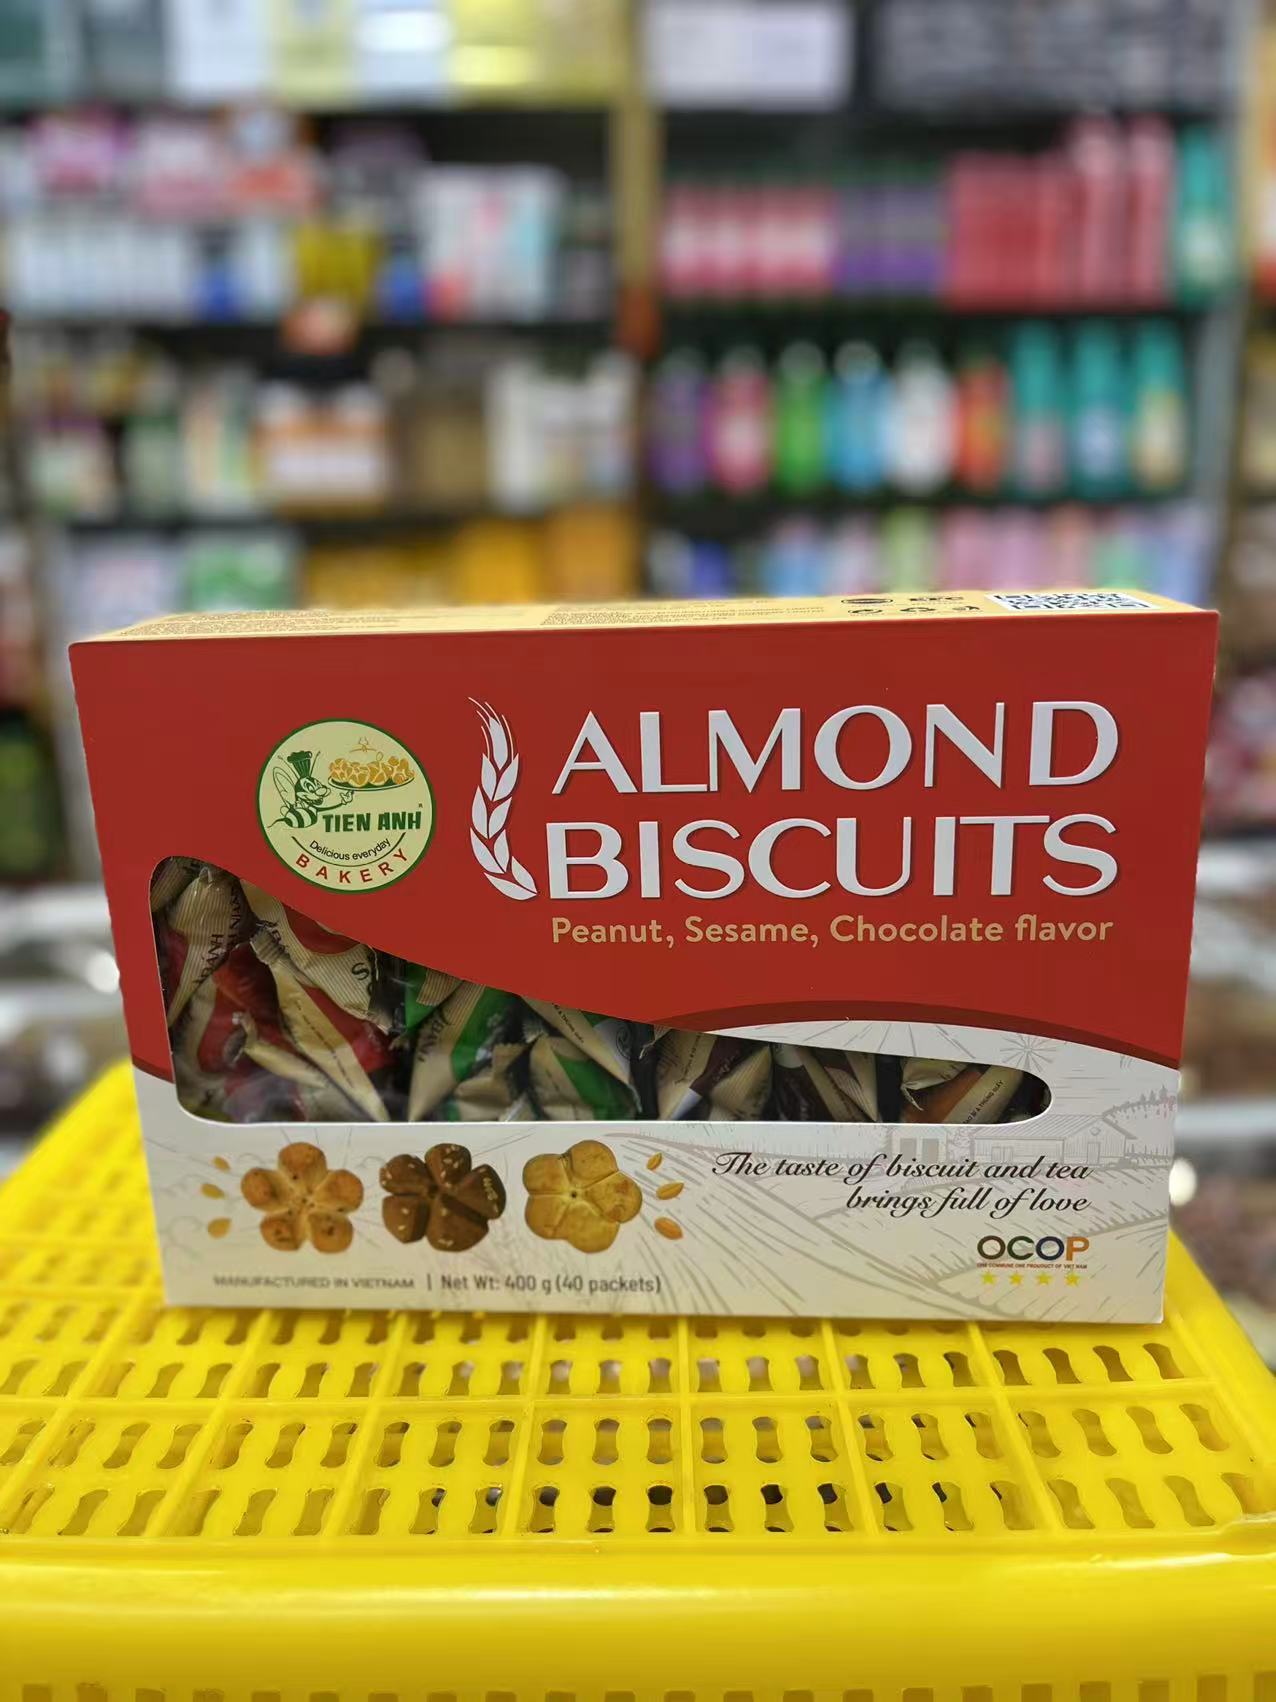 ALMOND
BISCUITS
Peanut, Sesame, Chocolate flavor
TIEN ANH
Delicious everyday
BAKERY
The taste of biscuit and tea
brings full of love
OCOP
MANUFACTURED IN VIETNAM | Net Wt: 400 g (40 packets)